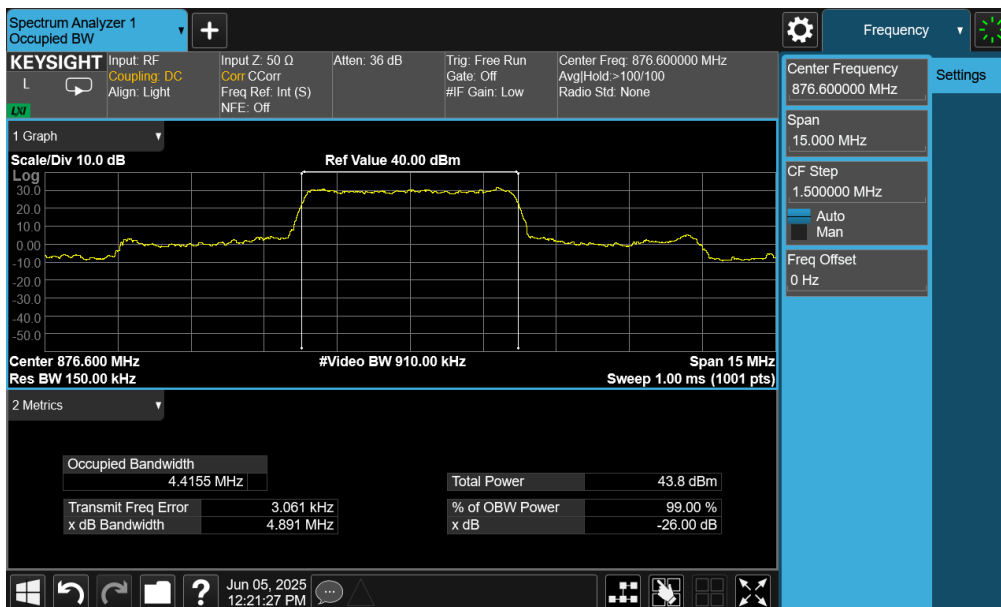 Spectrum Analyzer 1
Occupied BW
Frequency
KEYSIGHT
L
LXI
Input: RF
Coupling: DC
Align: Light
Input Z: 50 Ω
Corr CCorr
Freq Ref: Int (S)
NFE: Off
Atten: 36 dB
Trig: Free Run
Gate: Off
#IF Gain: Low
Center Freq: 876.600000 MHz
Avg|Hold:>100/100
Radio Std: None
Center Frequency
876.600000 MHz
Settings
Span
15.000 MHz
CF Step
1.500000 MHz
Auto
Man
Freq Offset
0 Hz
1 Graph
Scale/Div 10.0 dB
Ref Value 40.00 dBm
Log
30.0
20.0
10.0
0.00
-10.0
-20.0
-30.0
-40.0
-50.0
Center 876.600 MHz
#Video BW 910.00 kHz
Span 15 MHz
Res BW 150.00 kHz
Sweep 1.00 ms (1001 pts)
2 Metrics
Occupied Bandwidth
4.4155 MHz
Total Power 43.8 dBm
Transmit Freq Error 3.061 kHz
% of OBW Power 99.00 %
x dB Bandwidth 4.891 MHz
x dB -26.00 dB
?
Jun 05, 2025
12:21:27 PM